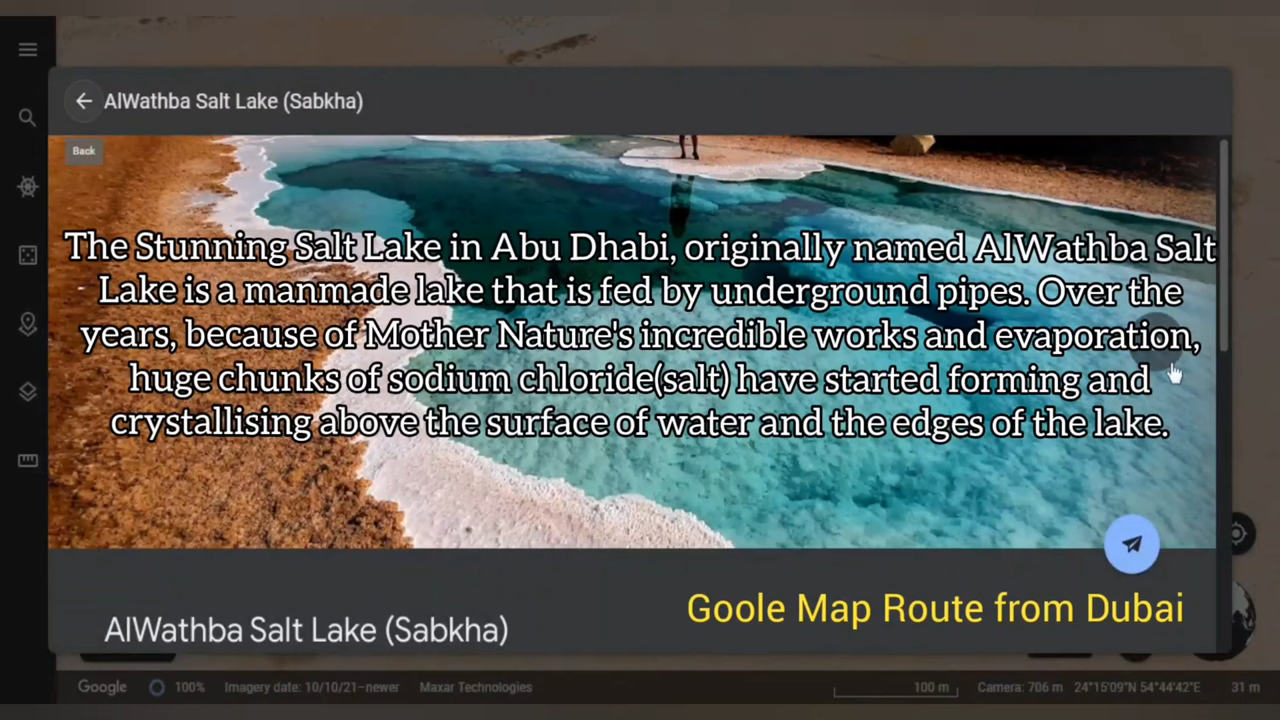 AlWathba Salt Lake (Sabkha)
Back
The Stunning Salt Lake in Abu Dhabi, originally named AlWathba Salt
Lake is a manmade lake that is fed by underground pipes. Over the
years, because of Mother Nature's incredible works and evaporation,
huge chunks of sodium chloride(salt) have started forming and
crystallising above the surface of water and the edges of the lake.
Goole Map Route from Dubai
AlWathba Salt Lake (Sabkha)
Google 100% Imagery date: 10/10/21–newer Maxar Technologies 100 m Camera: 706 m 24°15'09"N 54°44'42"E 31 m